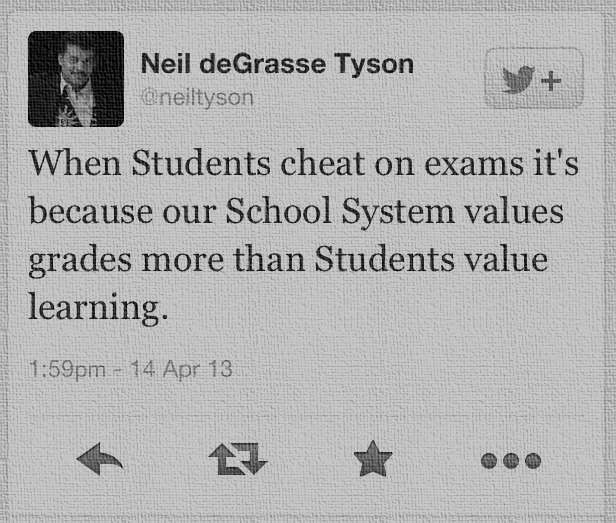 Neil deGrasse Tyson
@neiltyson
When Students cheat on exams it's
because our School System values
grades more than Students value
learning.
1:59pm - 14 Apr 13